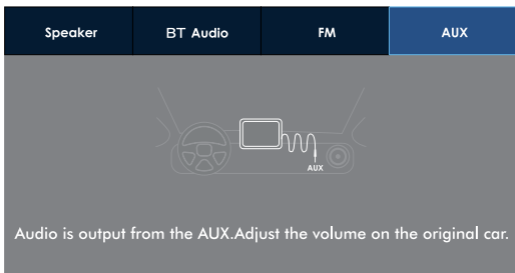 Speaker BT Audio FM AUX
AUX
Audio is output from the AUX.Adjust the volume on the original car.